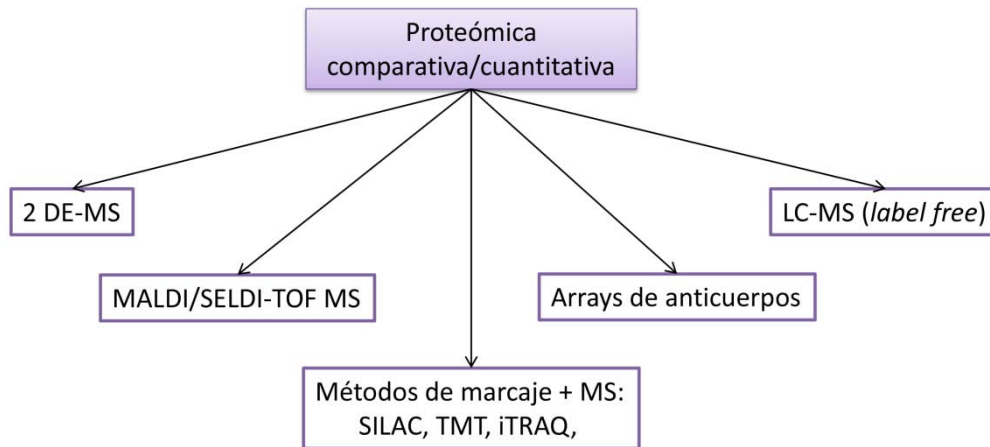 Proteómica
comparativa/cuantitativa
2 DE-MS
LC-MS (label free)
MALDI/SELDI-TOF MS
Arrays de anticuerpos
Métodos de marcaje + MS:
SILAC, TMT, iTRAQ,